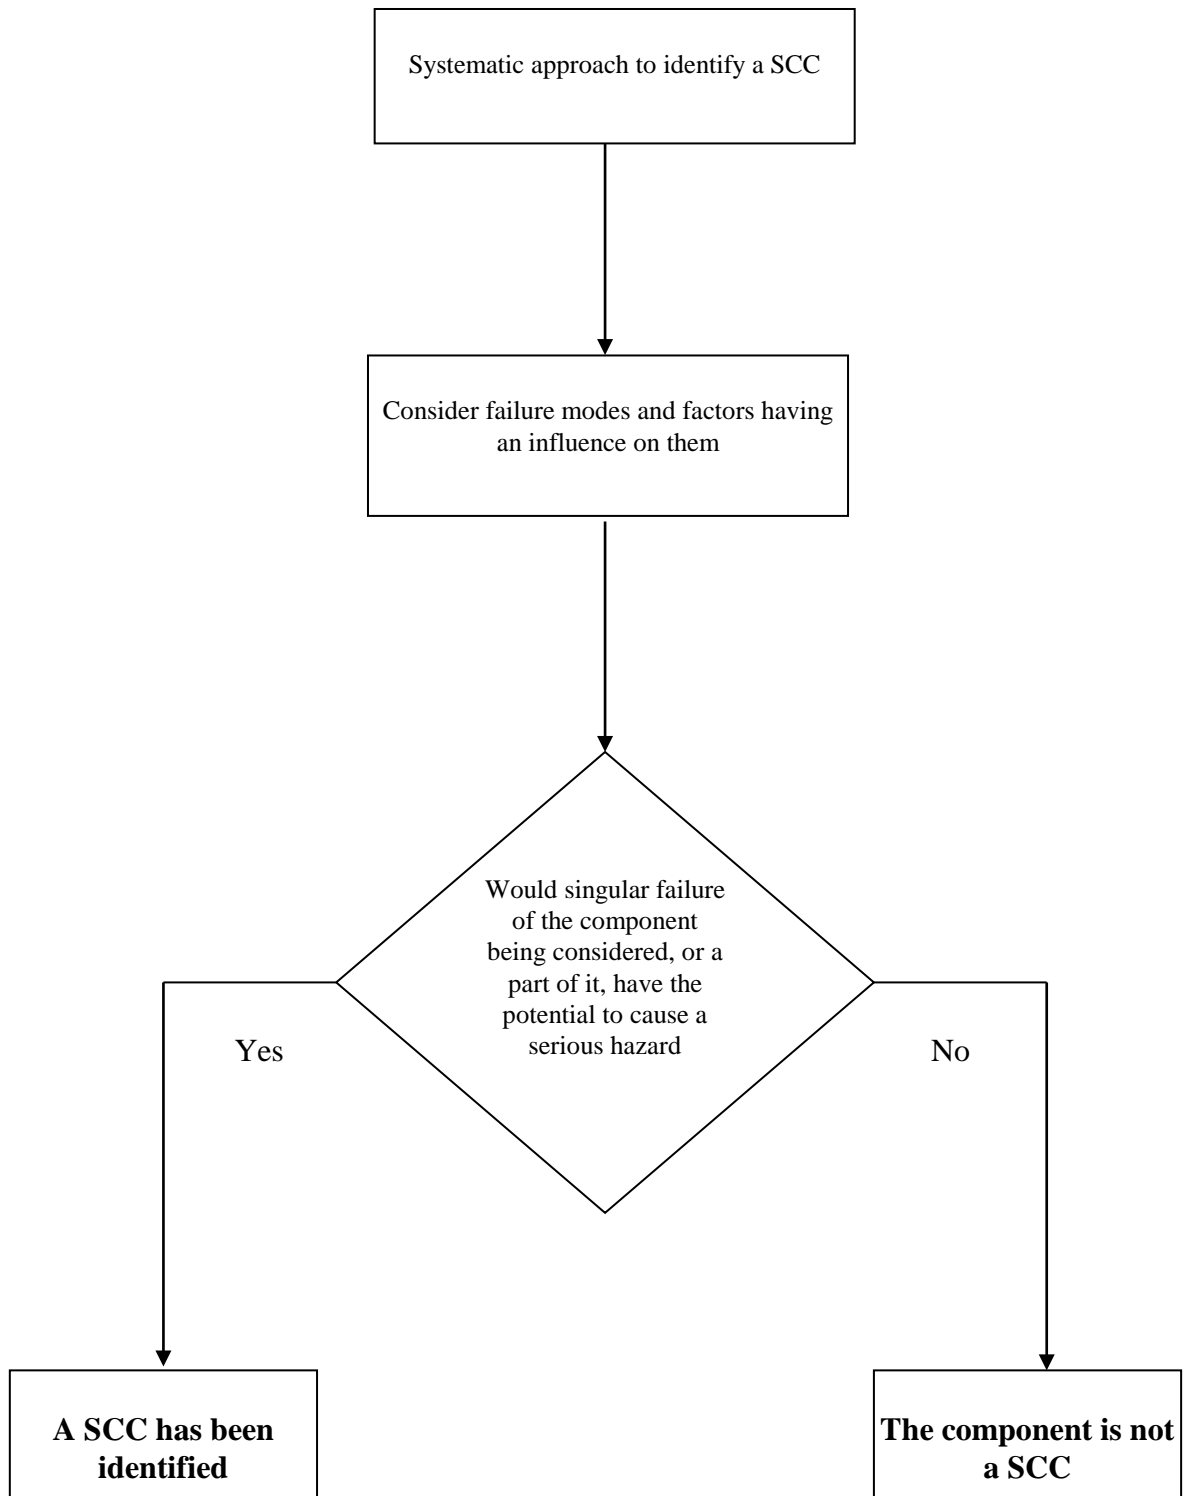 Systematic approach to identify a SCC
Consider failure modes and factors having
an influence on them
Would singular failure
of the component
being considered, or a
part of it, have the
potential to cause a
serious hazard
Yes
No
A SCC has been
identified
The component is not
a SCC